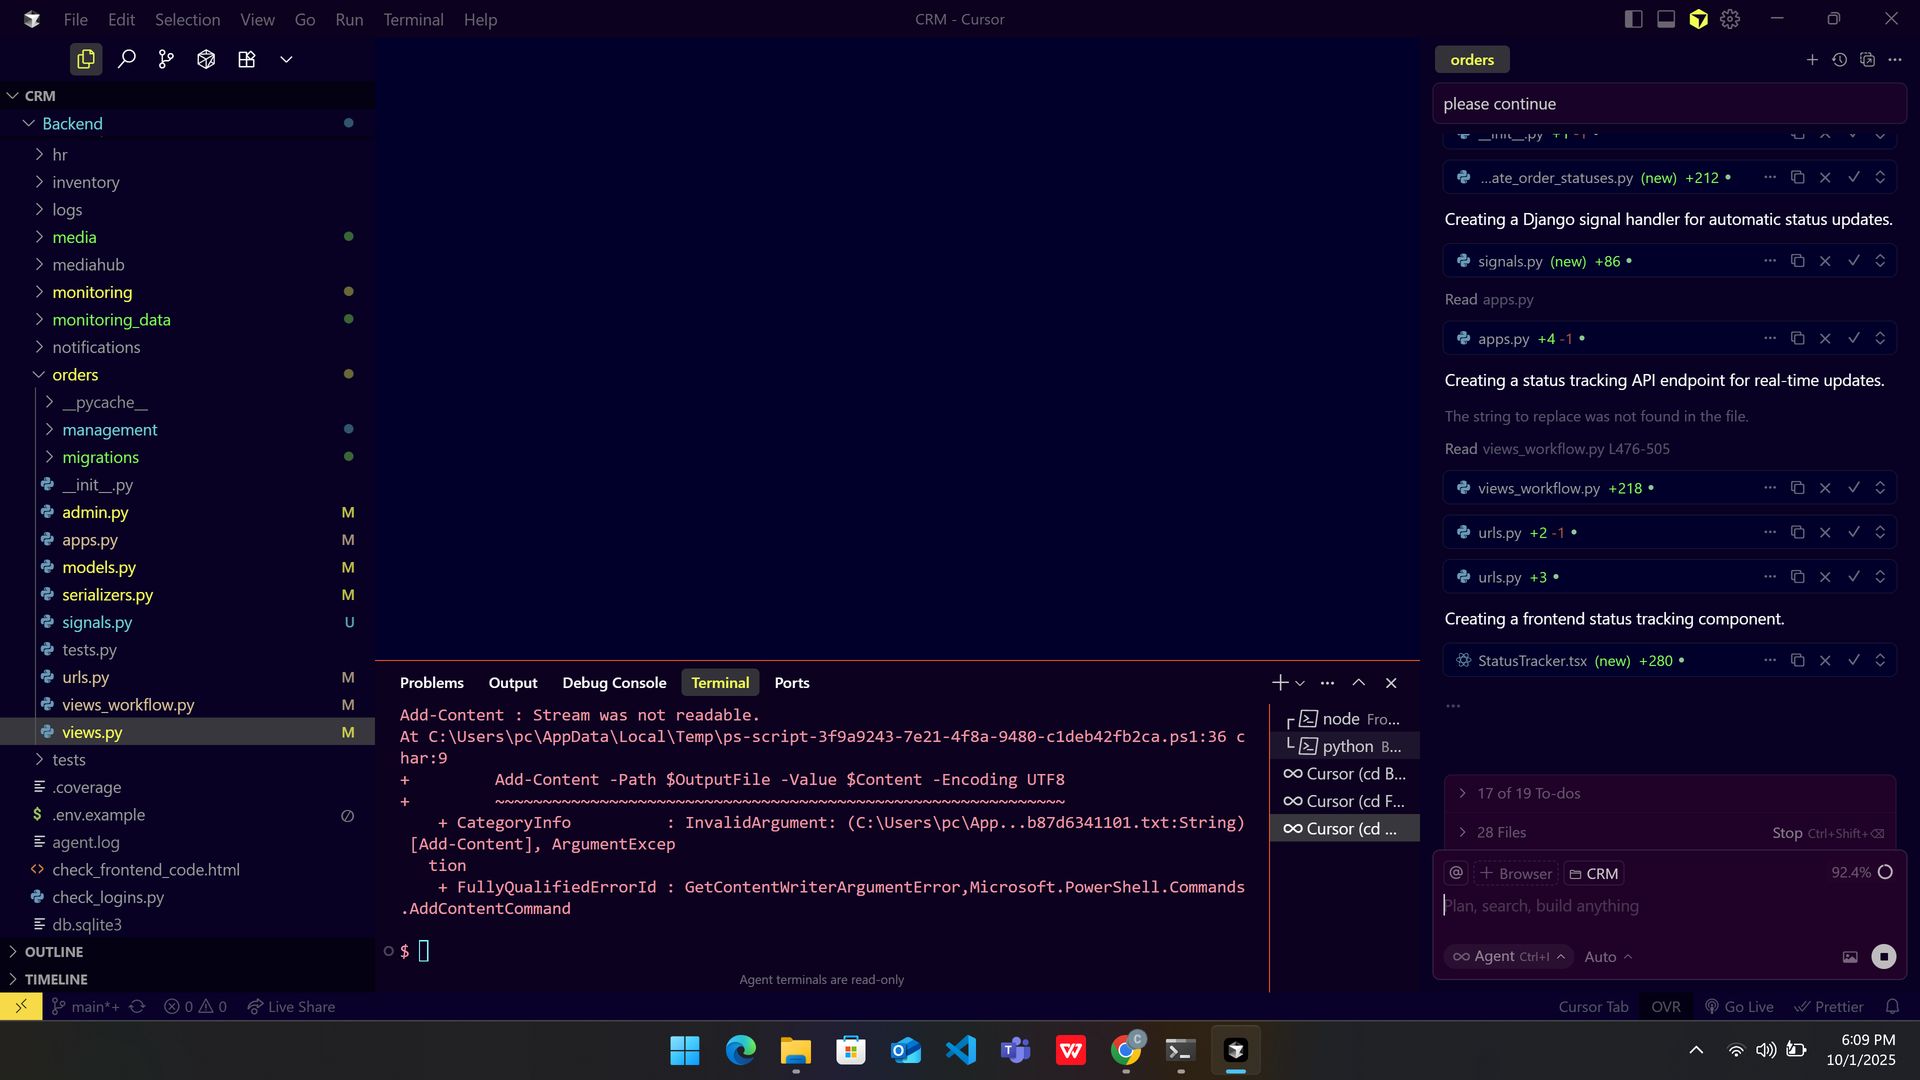 File Edit Selection View Go Run Terminal Help
CRM - Cursor
CRM
Backend
hr
inventory
logs
media
mediahub
monitoring
monitoring_data
notifications
orders
__pycache__
management
migrations
__init__.py
admin.py M
apps.py M
models.py M
serializers.py M
signals.py U
tests.py
urls.py M
views_workflow.py M
views.py M
tests
.coverage
.env.example
agent.log
check_frontend_code.html
check_logins.py
db.sqlite3
OUTLINE
TIMELINE
Problems Output Debug Console Terminal Ports
Add-Content : Stream was not readable.
At C:\Users\pc\AppData\Local\Temp\ps-script-3f9a9243-7e21-4f8a-9480-c1deb42fb2ca.ps1:36 c
har:9
+         Add-Content -Path $OutputFile -Value $Content -Encoding UTF8
+         ~~~~~~~~~~~~~~~~~~~~~~~~~~~~~~~~~~~~~~~~~~~~~~~~~~~~~~~~~~~~
    + CategoryInfo          : InvalidArgument: (C:\Users\pc\App...b87d6341101.txt:String)
 [Add-Content], ArgumentExcep
   tion
    + FullyQualifiedErrorId : GetContentWriterArgumentError,Microsoft.PowerShell.Commands
.AddContentCommand
$
Agent terminals are read-only
node Fro...
python B...
Cursor (cd B...
Cursor (cd F...
Cursor (cd ...
orders
please continue
__init__.py +1 -1
...ate_order_statuses.py (new) +212
Creating a Django signal handler for automatic status updates.
signals.py (new) +86
Read apps.py
apps.py +4 -1
Creating a status tracking API endpoint for real-time updates.
The string to replace was not found in the file.
Read views_workflow.py L476-505
views_workflow.py +218
urls.py +2 -1
urls.py +3
Creating a frontend status tracking component.
StatusTracker.tsx (new) +280
17 of 19 To-dos
28 Files Stop Ctrl+Shift+⌫
@ + Browser CRM 92.4%
Plan, search, build anything
Agent Ctrl+I Auto
main*+ 0 0 Live Share
Cursor Tab OVR Go Live Prettier
6:09 PM
10/1/2025